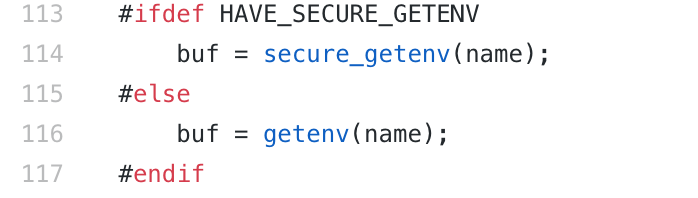 113 #ifdef HAVE_SECURE_GETENV
114 buf = secure_getenv(name);
115 #else
116 buf = getenv(name);
117 #endif